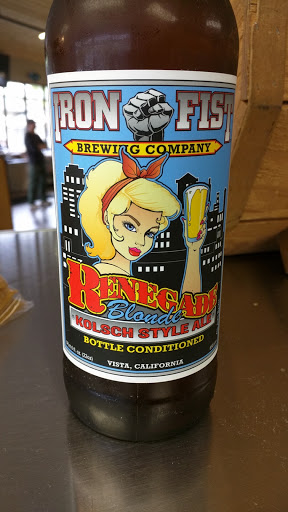 IRON FIST
BREWING COMPANY
RENEGADE
Blonde
KOLSCH STYLE ALE
BOTTLE CONDITIONED
VISTA, CALIFORNIA